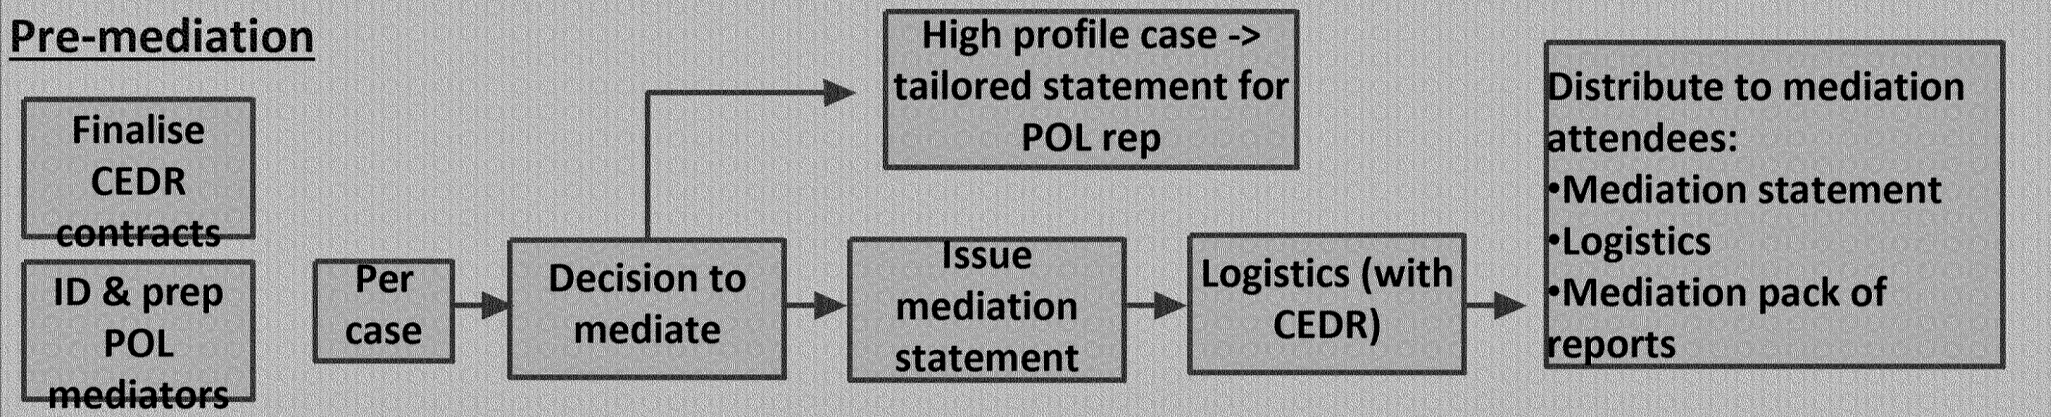 Pre-mediation
Finalise
CEDR
contracts
ID & prep
POL
mediators
Per
case
Decision to
mediate
High profile case ->
tailored statement for
POL rep
Issue
mediation
statement
Logistics (with
CEDR)
Distribute to mediation
attendees:
•Mediation statement
•Logistics
•Mediation pack of
reports